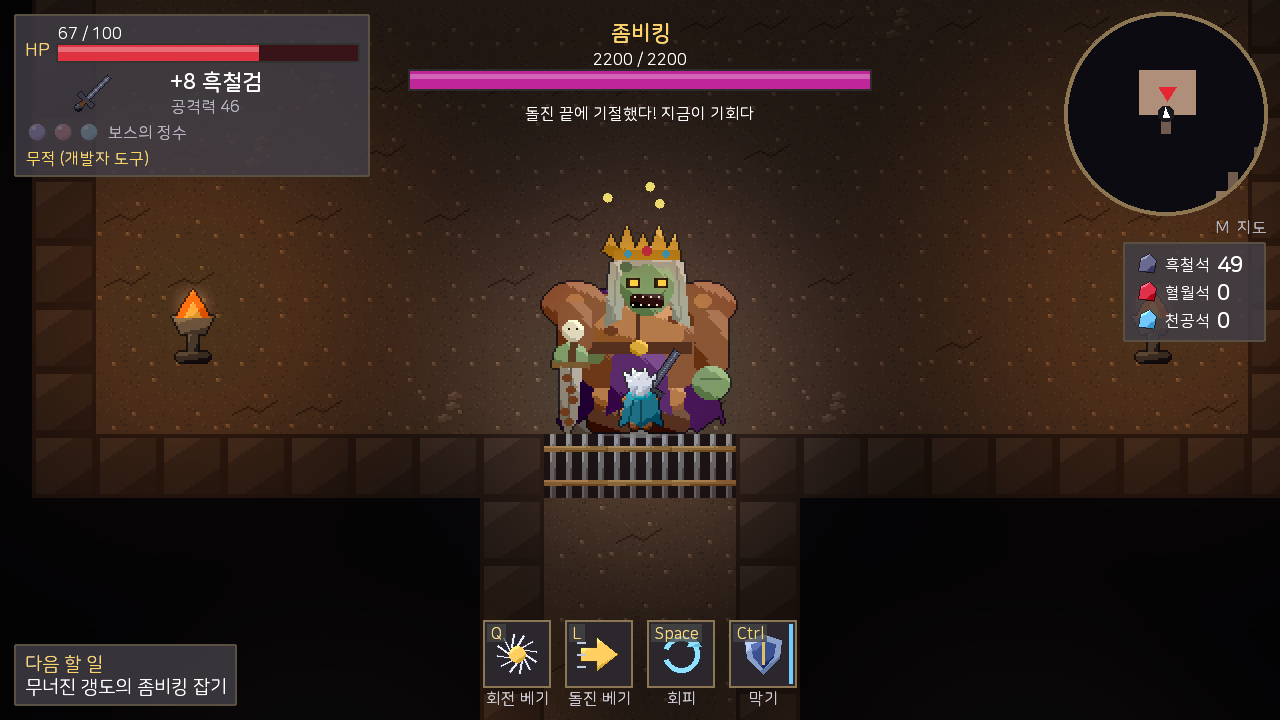 HP
67 / 100
+8 흑철검
공격력 46
보스의 정수
무적 (개발자 도구)
좀비킹
2200 / 2200
돌진 끝에 기절했다! 지금이 기회다
M 지도
흑철석 49
혈월석 0
천공석 0
다음 할 일
무너진 갱도의 좀비킹 잡기
Q
회전 베기
L
돌진 베기
Space
회피
Ctrl
막기